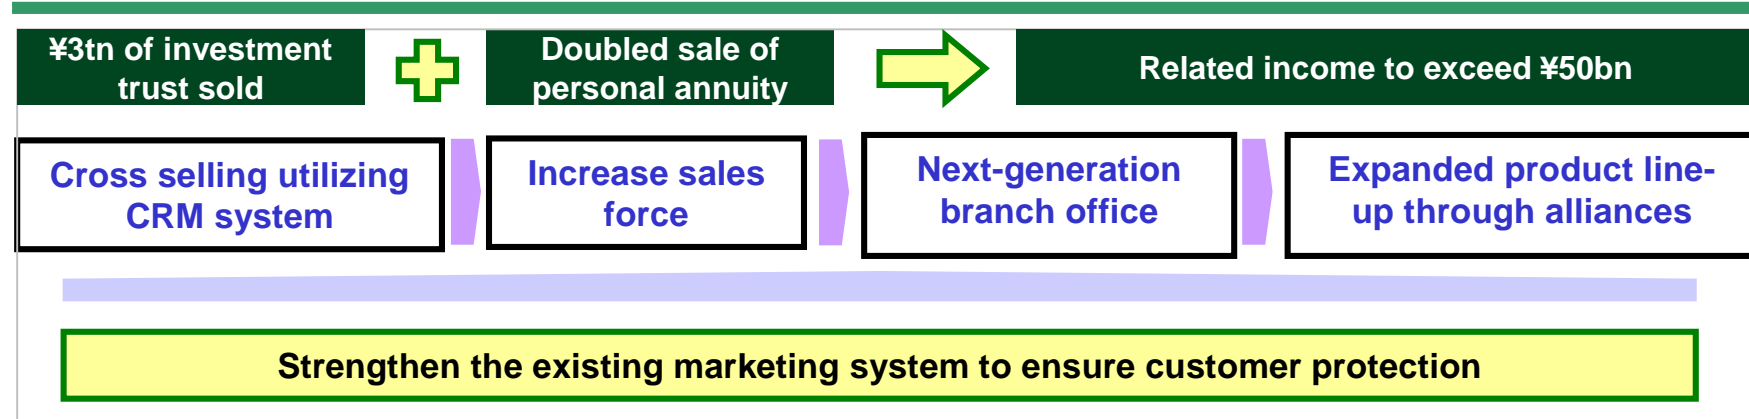 ¥3tn of investment
trust sold
Doubled sale of
personal annuity
Related income to exceed ¥50bn
Cross selling utilizing
CRM system
Increase sales
force
Next-generation
branch office
Expanded product line-
up through alliances
Strengthen the existing marketing system to ensure customer protection